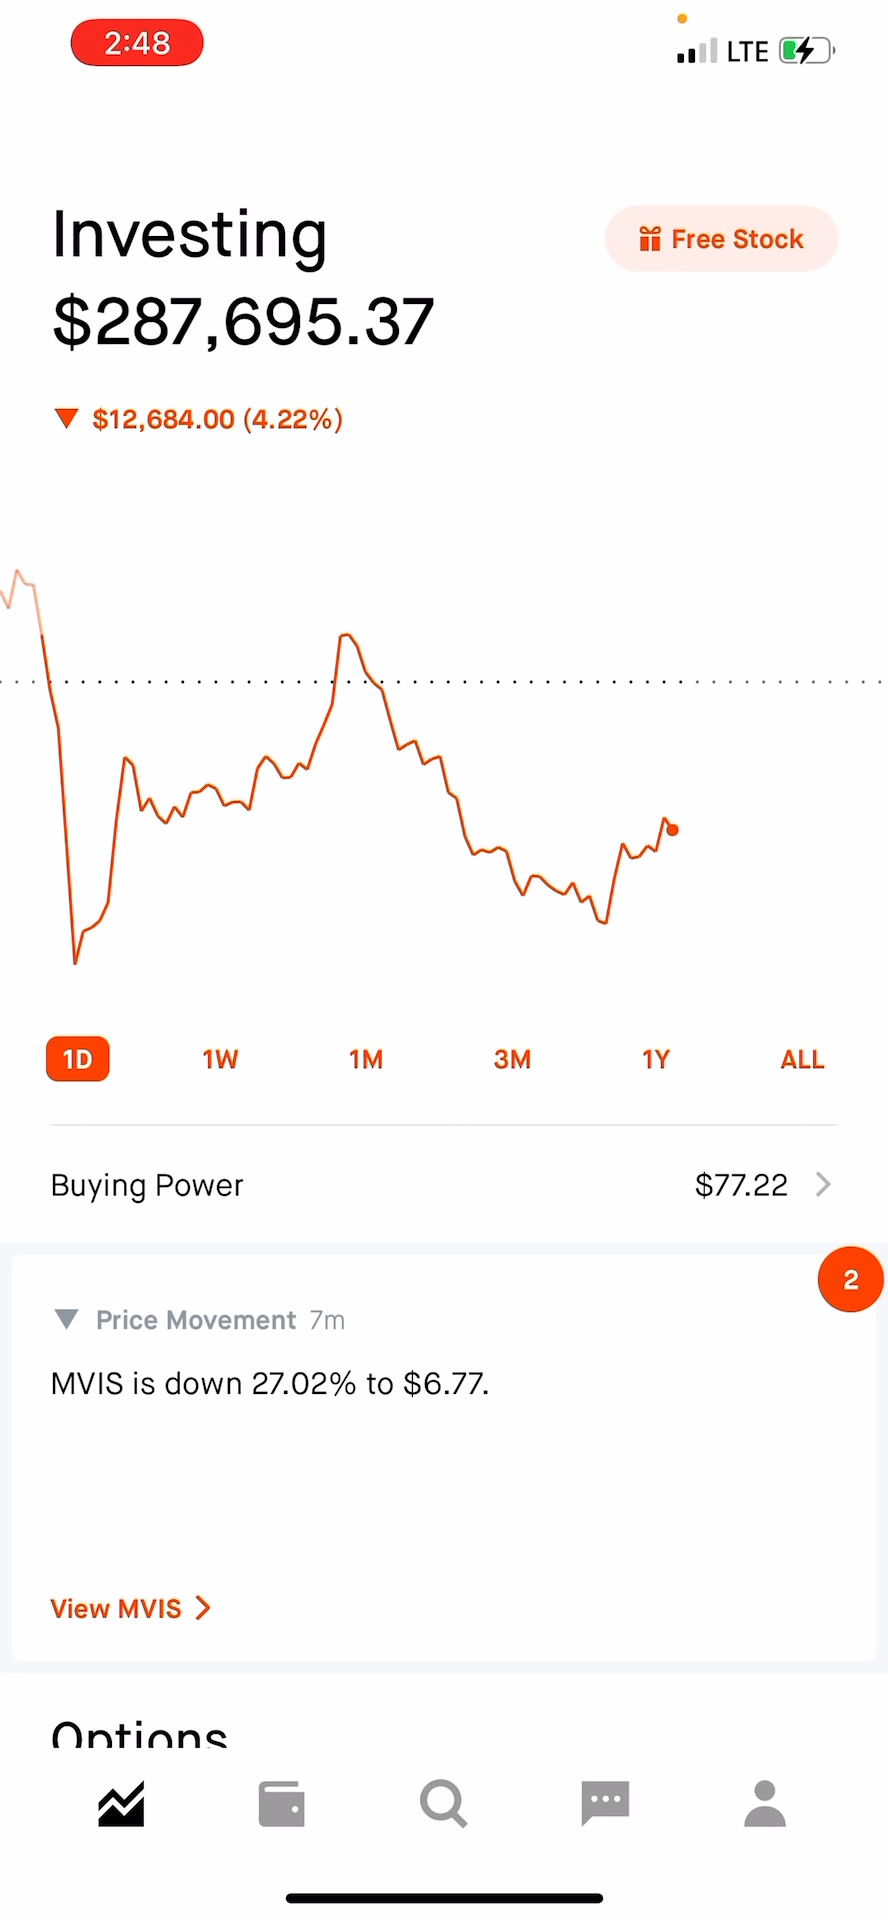 2:48
LTE
Investing
Free Stock
$287,695.37
▼ $12,684.00 (4.22%)
1D 1W 1M 3M 1Y ALL
Buying Power $77.22
2
▼ Price Movement 7m
MVIS is down 27.02% to $6.77.
View MVIS
Options